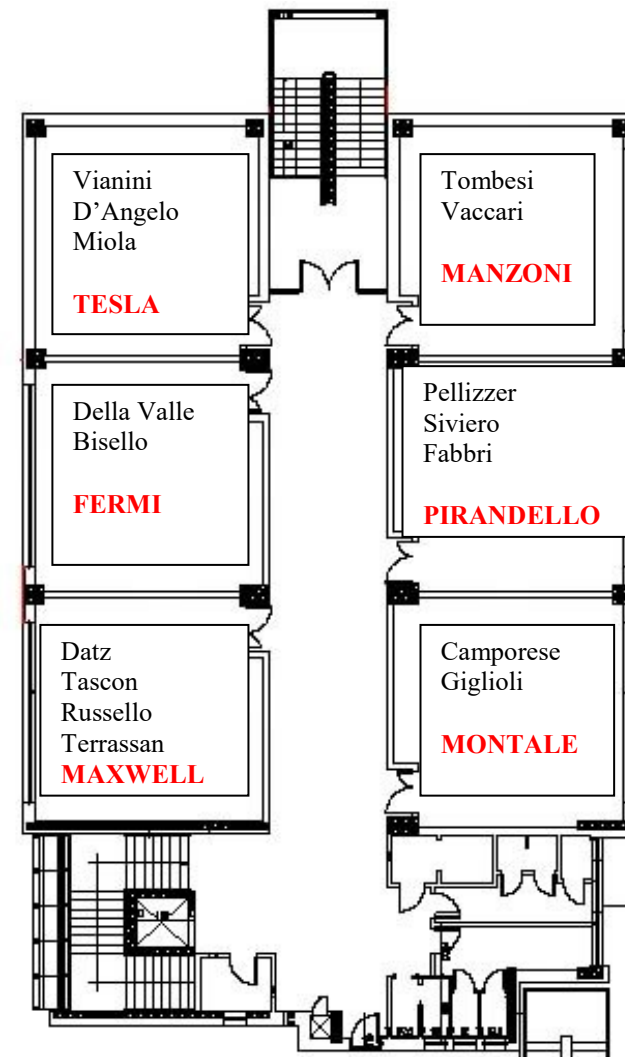 Vianini
D’Angelo
Miola
TESLA
Tombesi
Vaccari
MANZONI
Della Valle
Bisello
FERMI
Pellizzer
Siviero
Fabbri
PIRANDELLO
Datz
Tascon
Russello
Terrassan
MAXWELL
Camporese
Giglioli
MONTALE